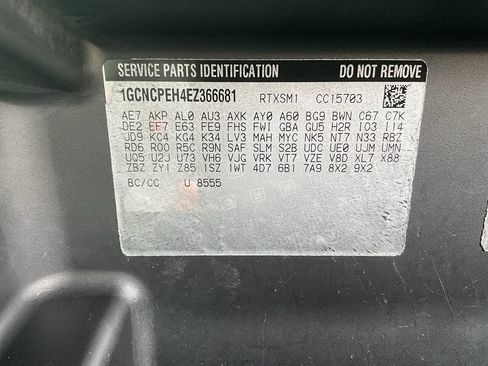 SERVICE PARTS IDENTIFICATION DO NOT REMOVE
1GCNCPEH4EZ366681 RTXSM1 CC15703
AE7 AKP AL0 AU3 AXK AY0 A60 BG9 BWN C67 C7K
DE2 EF7 E63 FE9 FHS FWI GBA GU5 H2R IO3 I14
JD9 KC4 KG4 K34 LV3 MAH MYC NK5 NT7 N33 RBZ
RD6 ROO R5C R9N SAF SLM S2B UDC UE0 UJM UMN
UQ5 U2J U73 VH6 VJG VRK VT7 VZE V8D XL7 X88
ZBZ ZY1 Z85 1SZ 1WT 4D7 6B1 7A9 8X2 9X2
BC/CC U 8555